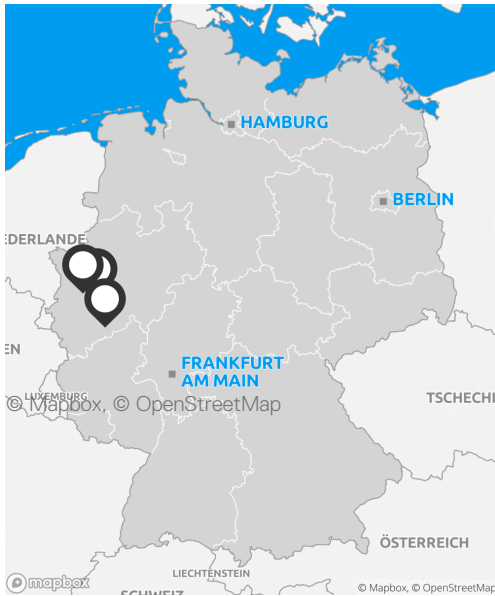 HAMBURG
BERLIN
EDERLANDE
EN
FRANKFURT
AM MAIN
LUXEMBURG
© Mapbox, © OpenStreetMap
TSCHECHI
ÖSTERREICH
LIECHTENSTEIN
SCHWEIZ
mapbox
© Mapbox, © OpenStreetMap